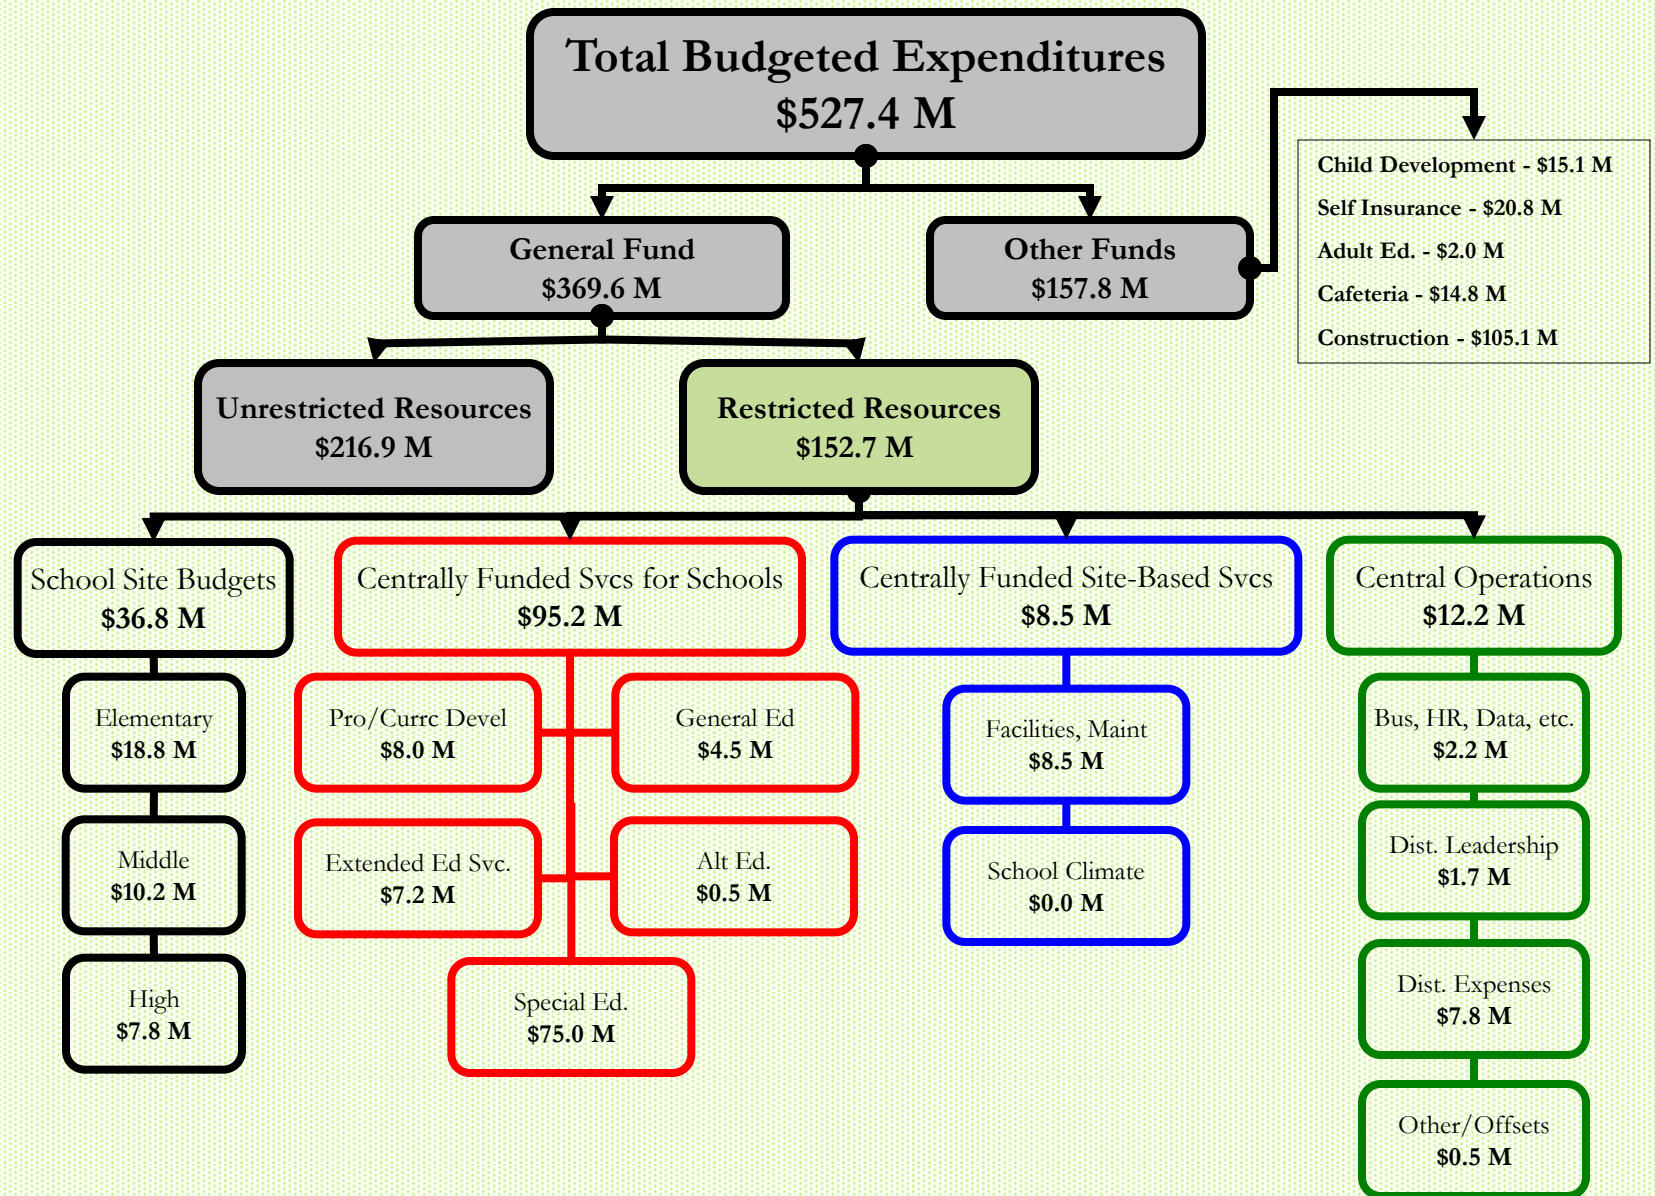 Total Budgeted Expenditures
$527.4 M
Child Development - $15.1 M
Self Insurance - $20.8 M
Adult Ed. - $2.0 M
Cafeteria - $14.8 M
Construction - $105.1 M
General Fund
$369.6 M
Other Funds
$157.8 M
Unrestricted Resources
$216.9 M
Restricted Resources
$152.7 M
School Site Budgets
$36.8 M
Elementary
$18.8 M
Middle
$10.2 M
High
$7.8 M
Centrally Funded Svcs for Schools
$95.2 M
Pro/Currc Devel
$8.0 M
General Ed
$4.5 M
Extended Ed Svc.
$7.2 M
Alt Ed.
$0.5 M
Special Ed.
$75.0 M
Centrally Funded Site-Based Svcs
$8.5 M
Facilities, Maint
$8.5 M
School Climate
$0.0 M
Central Operations
$12.2 M
Bus, HR, Data, etc.
$2.2 M
Dist. Leadership
$1.7 M
Dist. Expenses
$7.8 M
Other/Offsets
$0.5 M